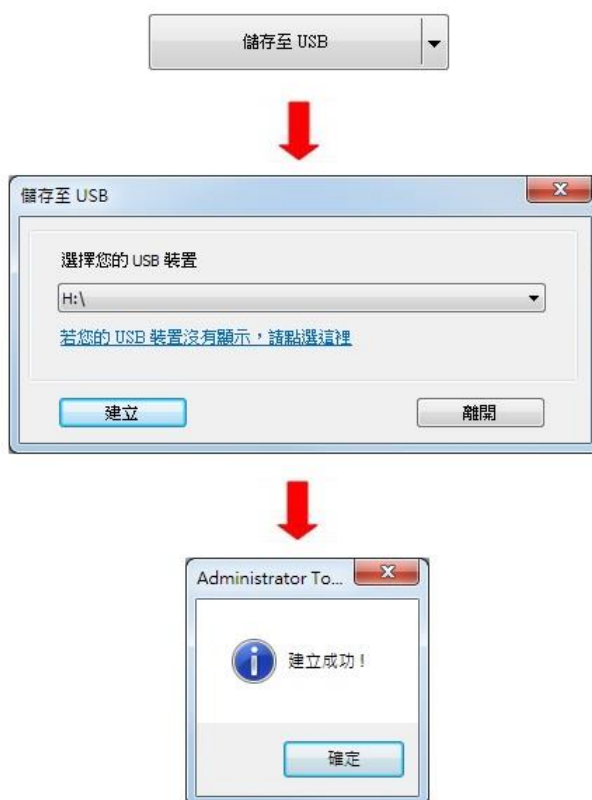 儲存至 USB
儲存至 USB
選擇您的 USB 裝置
H:\
若您的 USB 裝置沒有顯示，請點選這裡
建立
離開
Administrator To...
建立成功！
確定